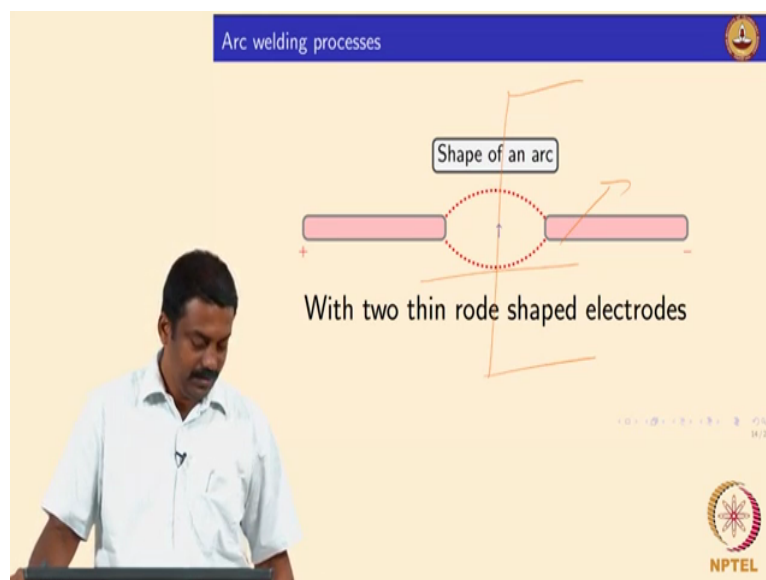 Arc welding processes
Shape of an arc
+ -
With two thin rode shaped electrodes
NPTEL